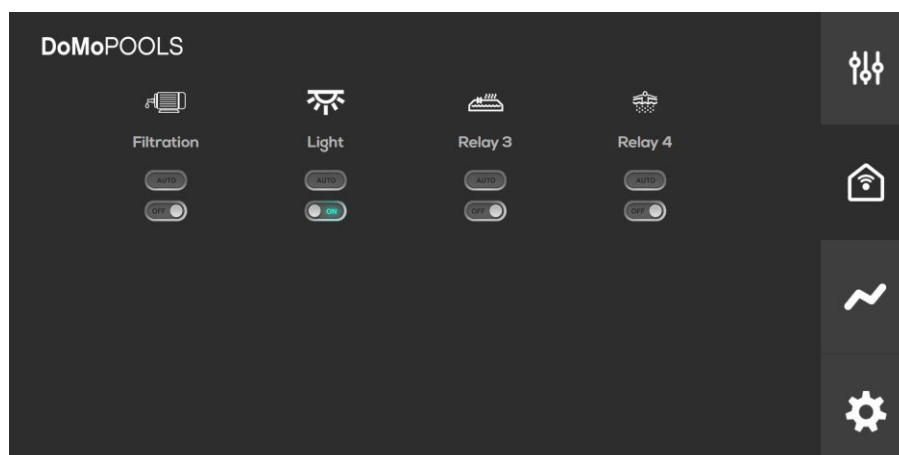 DoMoPOOLS
Filtration Light Relay 3 Relay 4
AUTO AUTO AUTO AUTO
OFF ON OFF OFF